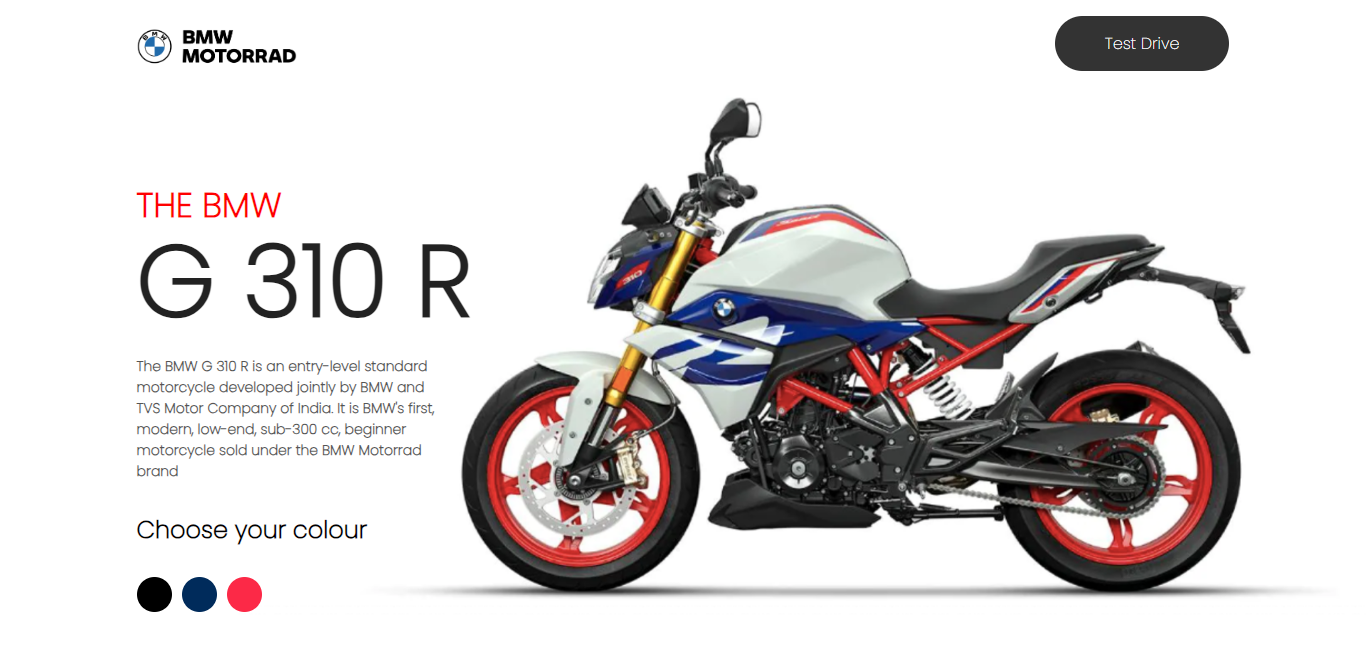 BMW
BMW
MOTORRAD
Test Drive
THE BMW
G 310 R
310
The BMW G 310 R is an entry-level standard
motorcycle developed jointly by BMW and
TVS Motor Company of India. It is BMW's first,
modern, low-end, sub-300 cc, beginner
motorcycle sold under the BMW Motorrad
brand
Choose your colour